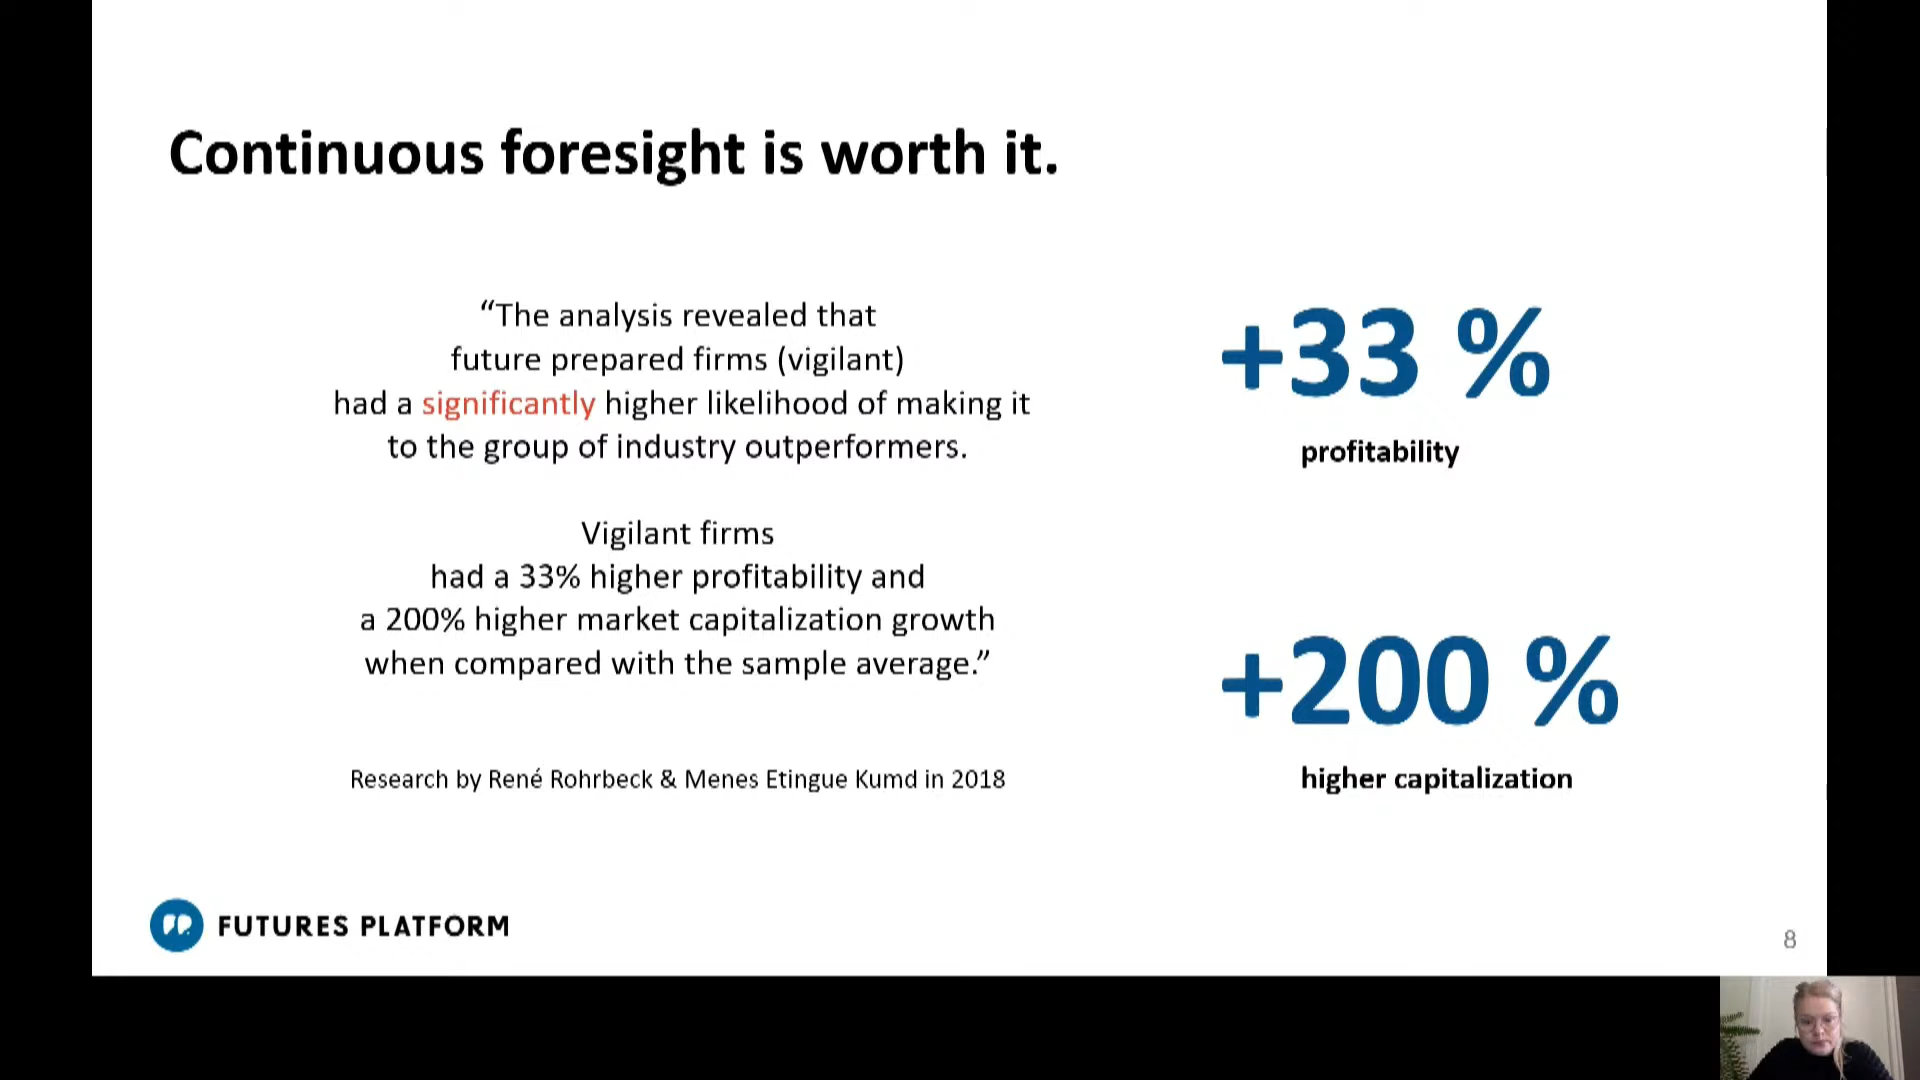 Continuous foresight is worth it.
“The analysis revealed that
future prepared firms (vigilant)
had a significantly higher likelihood of making it
to the group of industry outperformers.
Vigilant firms
had a 33% higher profitability and
a 200% higher market capitalization growth
when compared with the sample average.”
Research by René Rohrbeck & Menes Etingue Kumd in 2018
+33 %
profitability
+200 %
higher capitalization
FUTURES PLATFORM
8